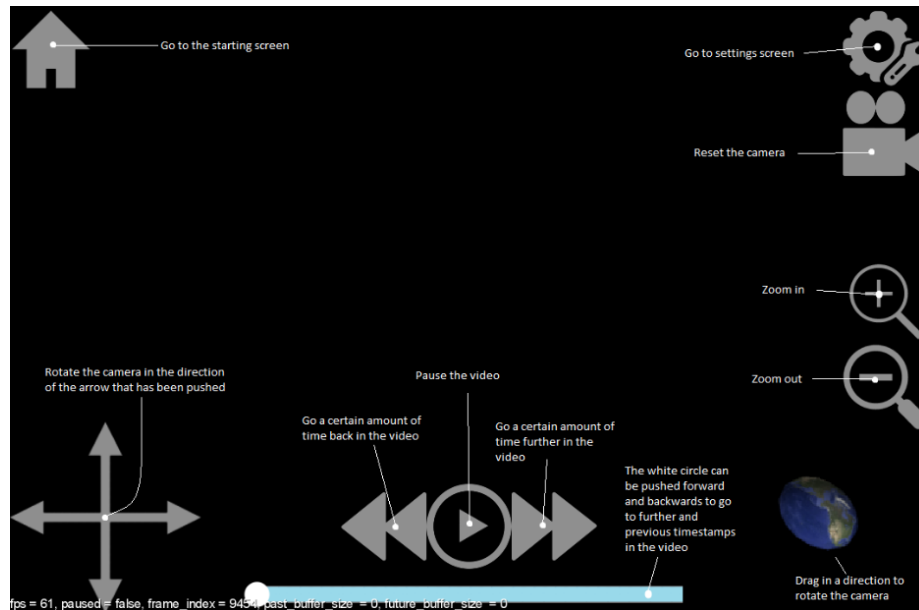 Go to the starting screen
Go to settings screen
Reset the camera
Zoom in
Zoom out
Rotate the camera in the direction
of the arrow that has been pushed
Pause the video
Go a certain amount of
time back in the video
Go a certain amount of
time further in the
video
The white circle can
be pushed forward
and backwards to go
to further and
previous timestamps
in the video
Drag in a direction to
rotate the camera
fps = 61, paused = false, frame_index = 9454, past_buffer_size = 0, future_buffer_size = 0